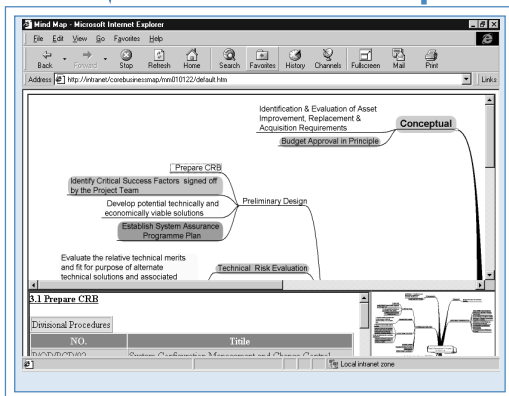 Mind Map - Microsoft Internet Explorer
File Edit View Go Favorites Help
Back Forward Stop Refresh Home Search Favorites History Channels Fullscreen Mail Print
Address http://intranet/corebusinessmap/mm010122/default.htm Links
Identification & Evaluation of Asset
Improvement, Replacement &
Acquisition Requirements
Conceptual
Budget Approval in Principle
Prepare CRB
Identify Critical Success Factors signed off
by the Project Team
Develop potential technically and
economically viable solutions
Preliminary Design
Establish System Assurance
Programme Plan
Evaluate the relative technical merits
and fit for purpose of alternate
technical solutions and associated
Technical Risk Evaluation
3.1 Prepare CRB
Divisional Procedures
NO. Titile
System Configuration Management and Change Control
Local intranet zone